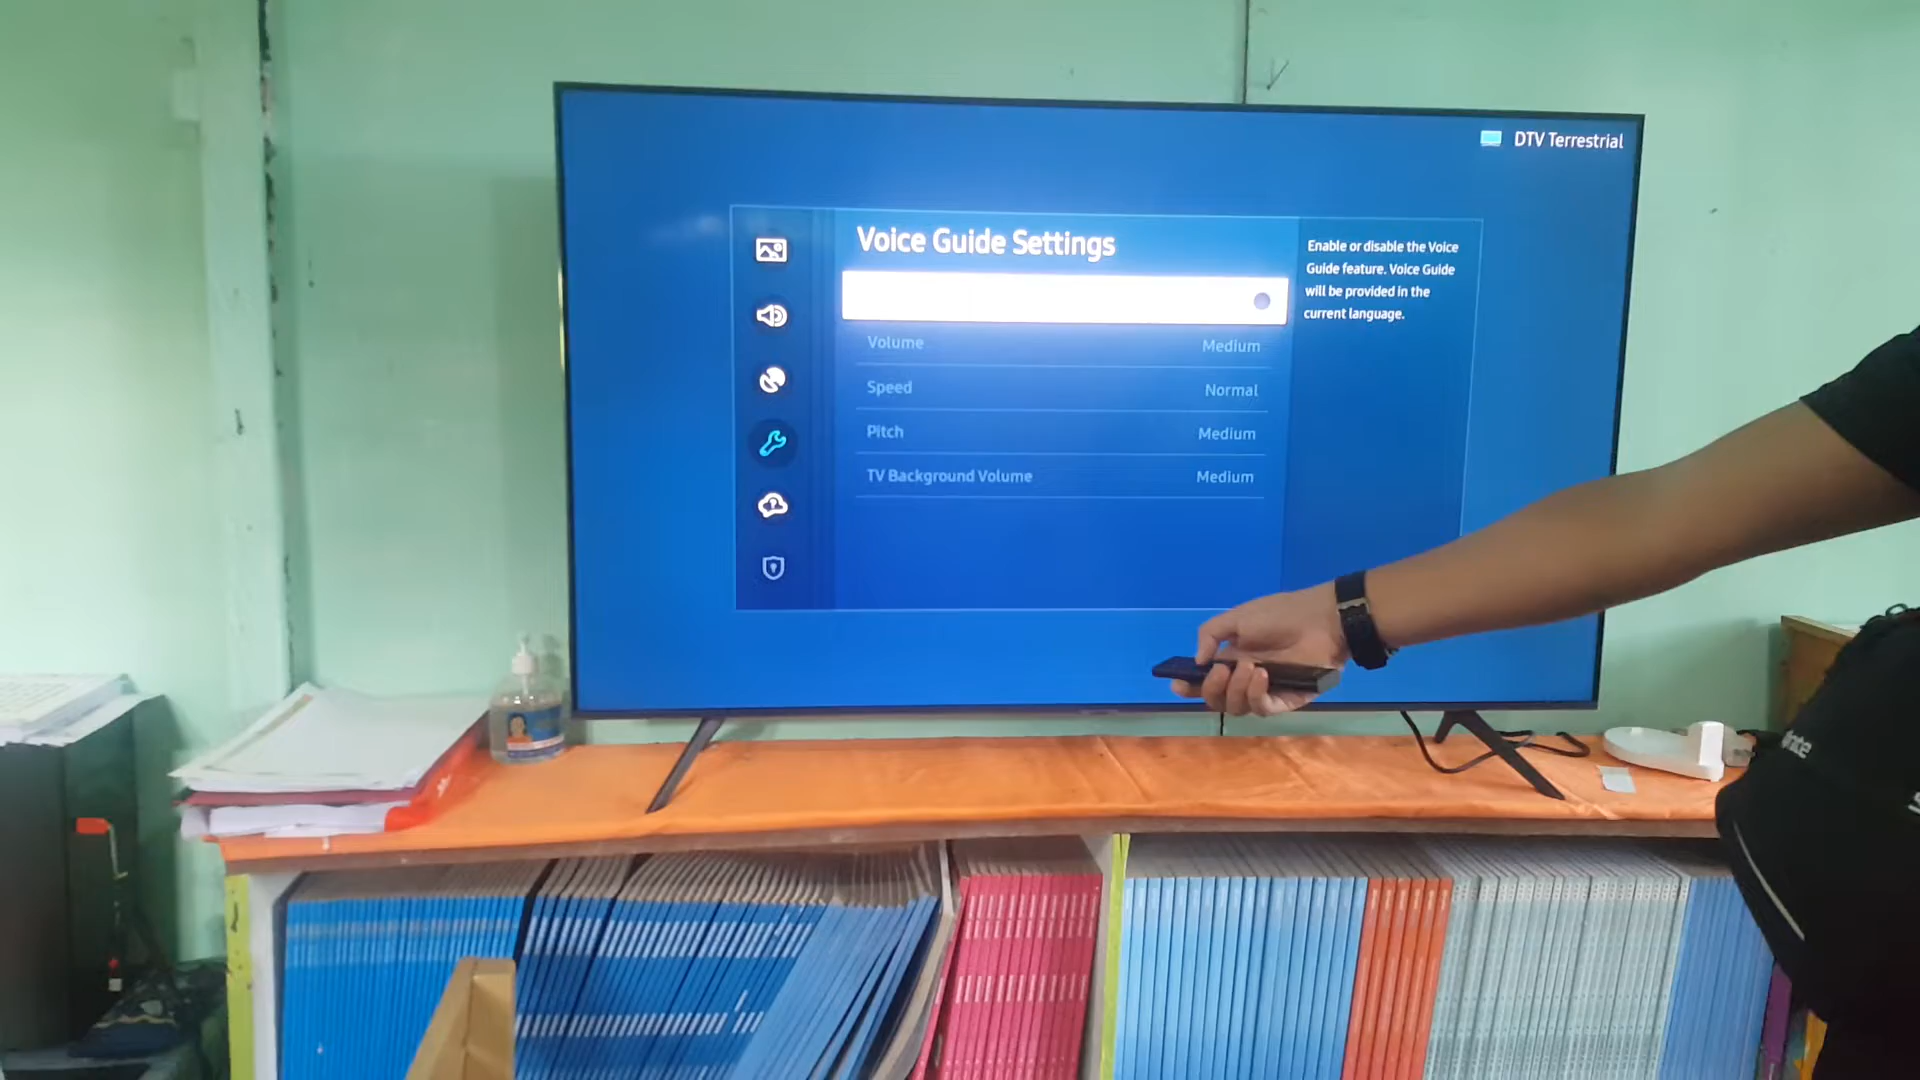 DTV Terrestrial
Voice Guide Settings
Volume Medium
Speed Normal
Pitch Medium
TV Background Volume Medium
Enable or disable the Voice
Guide feature. Voice Guide
will be provided in the
current language.